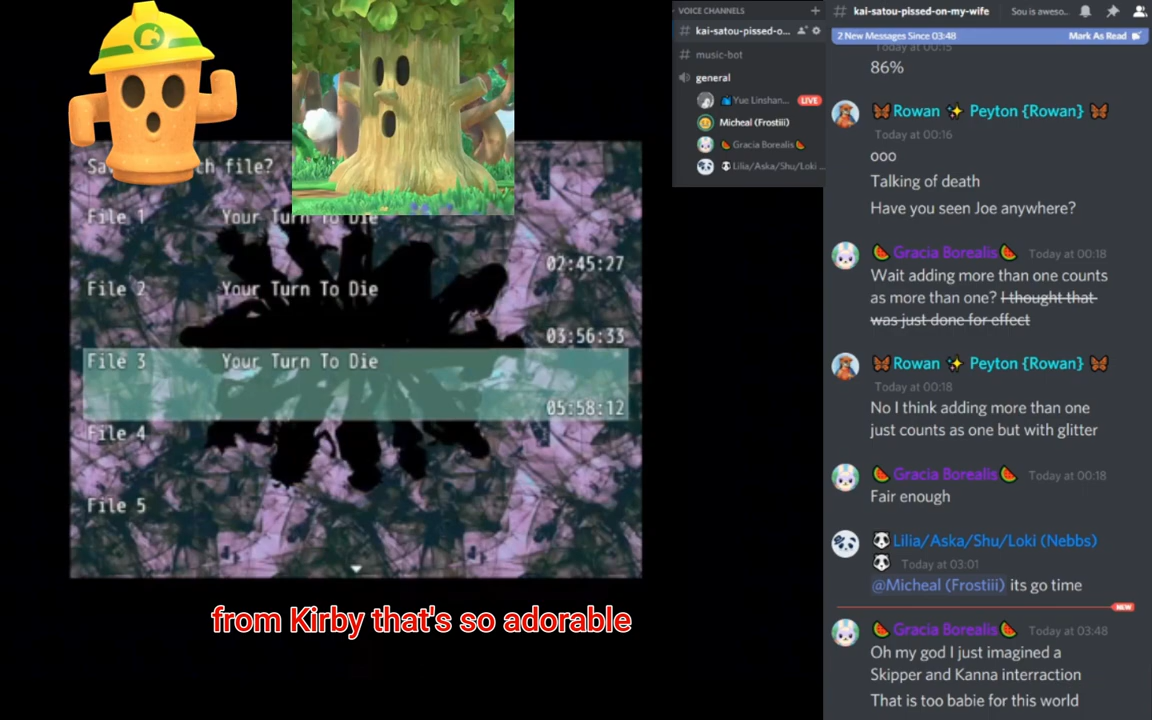 Sa
ch file?
File 1 Your Turn To Die
02:45:27
File 2 Your Turn To Die
03:56:33
File 3 Your Turn To Die
05:58:12
File 4
File 5
from Kirby that's so adorable
VOICE CHANNELS
# kai-satou-pissed-o...
# music-bot
general
Yue Linshan... LIVE
Micheal (Frostiii)
Gracia Borealis
Lilia/Aska/Shu/Loki ...
# kai-satou-pissed-on-my-wife Sou is aweso...
2 New Messages Since 03:48 Mark As Read
Today at 00:15
86%
Rowan ✨ Peyton {Rowan}
Today at 00:16
ooo
Talking of death
Have you seen Joe anywhere?
Gracia Borealis Today at 00:18
Wait adding more than one counts
as more than one? I thought that
was just done for effect
Rowan ✨ Peyton {Rowan}
Today at 00:18
No I think adding more than one
just counts as one but with glitter
Gracia Borealis Today at 00:18
Fair enough
Lilia/Aska/Shu/Loki (Nebbs)
Today at 03:01
@Micheal (Frostiii) its go time
NEW
Gracia Borealis Today at 03:48
Oh my god I just imagined a
Skipper and Kanna interraction
That is too babie for this world